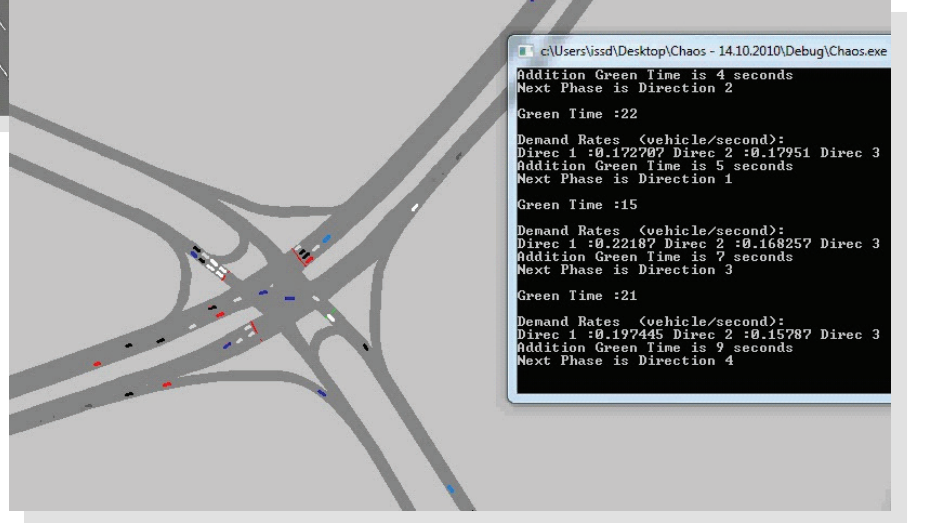 c:\Users\issd\Desktop\Chaos - 14.10.2010\Debug\Chaos.exe
Addition Green Time is 4 seconds
Next Phase is Direction 2
Green Time :22
Demand Rates (vehicle/second):
Direc 1 :0.172707 Direc 2 :0.17951 Direc 3
Addition Green Time is 5 seconds
Next Phase is Direction 1
Green Time :15
Demand Rates (vehicle/second):
Direc 1 :0.22187 Direc 2 :0.168257 Direc 3
Addition Green Time is 7 seconds
Next Phase is Direction 3
Green Time :21
Demand Rates (vehicle/second):
Direc 1 :0.197445 Direc 2 :0.15787 Direc 3
Addition Green Time is 9 seconds
Next Phase is Direction 4